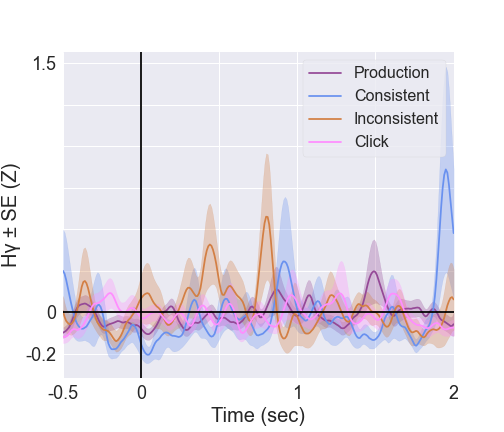 Production
Consistent
Inconsistent
Click
Hγ ± SE (Z)
1.5
0
-0.2
-0.5 0 1 2
Time (sec)